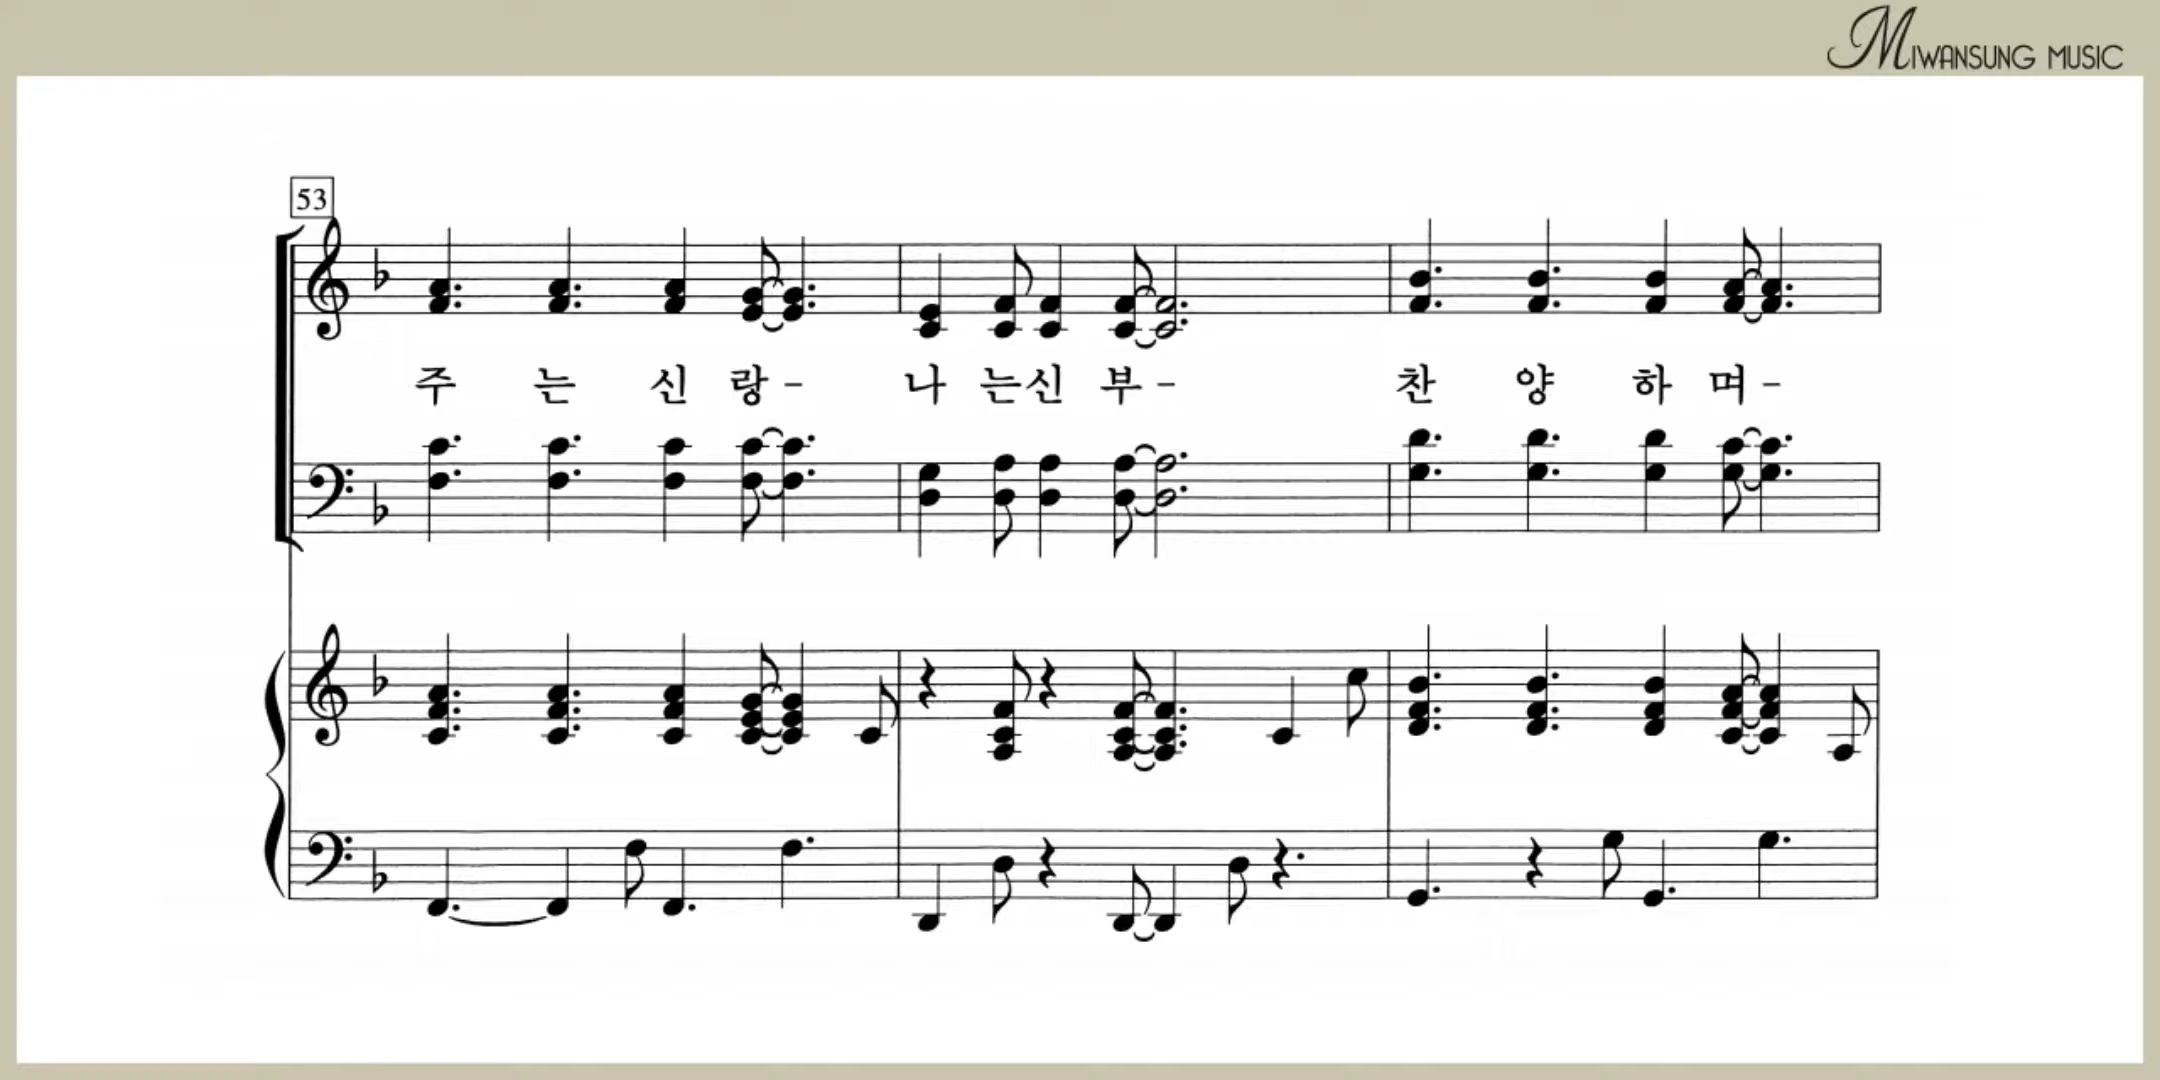 MIWANSUNG MUSIC
53
주 는 신 랑 - 나 는신 부 - 찬 양 하 며 -